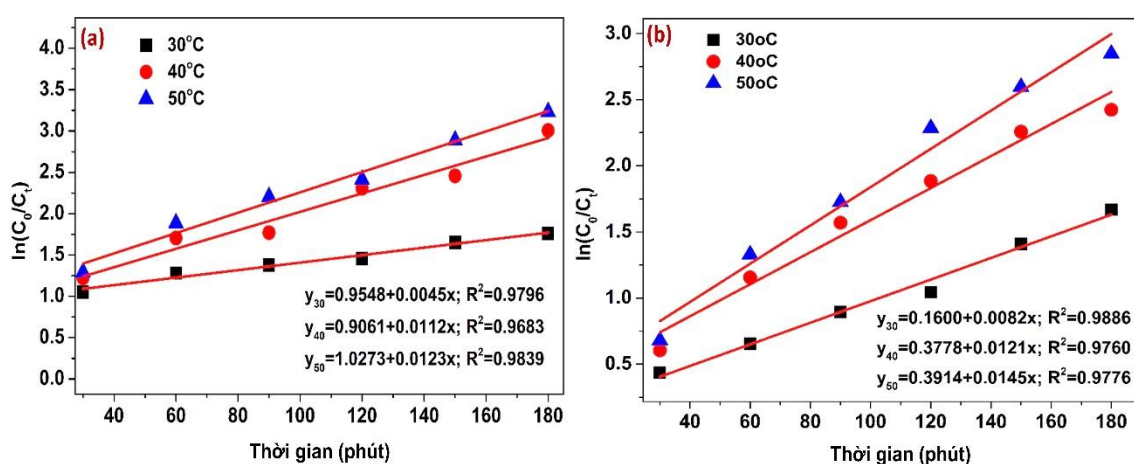 (a)
30°C
40°C
50°C
ln(C₀/Cₜ)
4.0
3.5
3.0
2.5
2.0
1.5
1.0
0.5
0.0
y₃₀=0.9548+0.0045x; R²=0.9796
y₄₀=0.9061+0.0112x; R²=0.9683
y₅₀=1.0273+0.0123x; R²=0.9839
40 60 80 100 120 140 160 180
Thời gian (phút)
(b)
30oC
40oC
50oC
ln(C₀/Cₜ)
3.0
2.5
2.0
1.5
1.0
0.5
y₃₀=0.1600+0.0082x; R²=0.9886
y₄₀=0.3778+0.0121x; R²=0.9760
y₅₀=0.3914+0.0145x; R²=0.9776
40 60 80 100 120 140 160 180
Thời gian (phút)